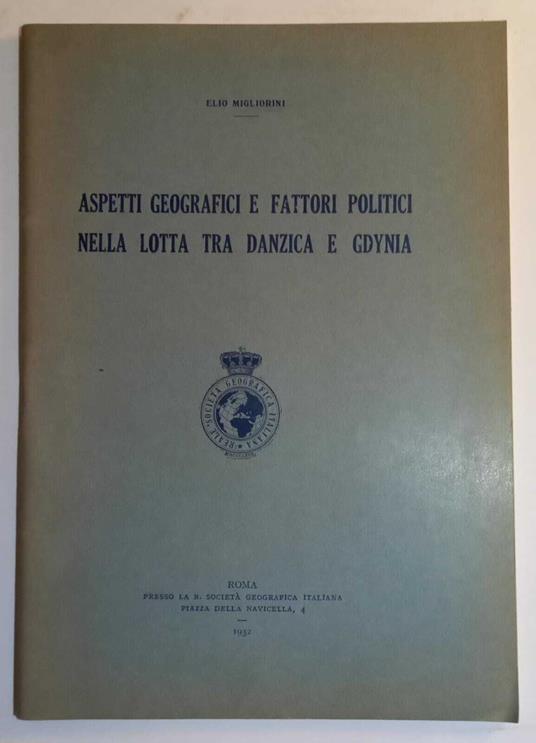 ELIO MIGLIORINI
ASPETTI GEOGRAFICI E FATTORI POLITICI
NELLA LOTTA TRA DANZICA E GDYNIA
REALE SOCIETÀ GEOGRAFICA ITALIANA
ROMA
PRESSO LA R. SOCIETÀ GEOGRAFICA ITALIANA
PIAZZA DELLA NAVICELLA, 4
1932